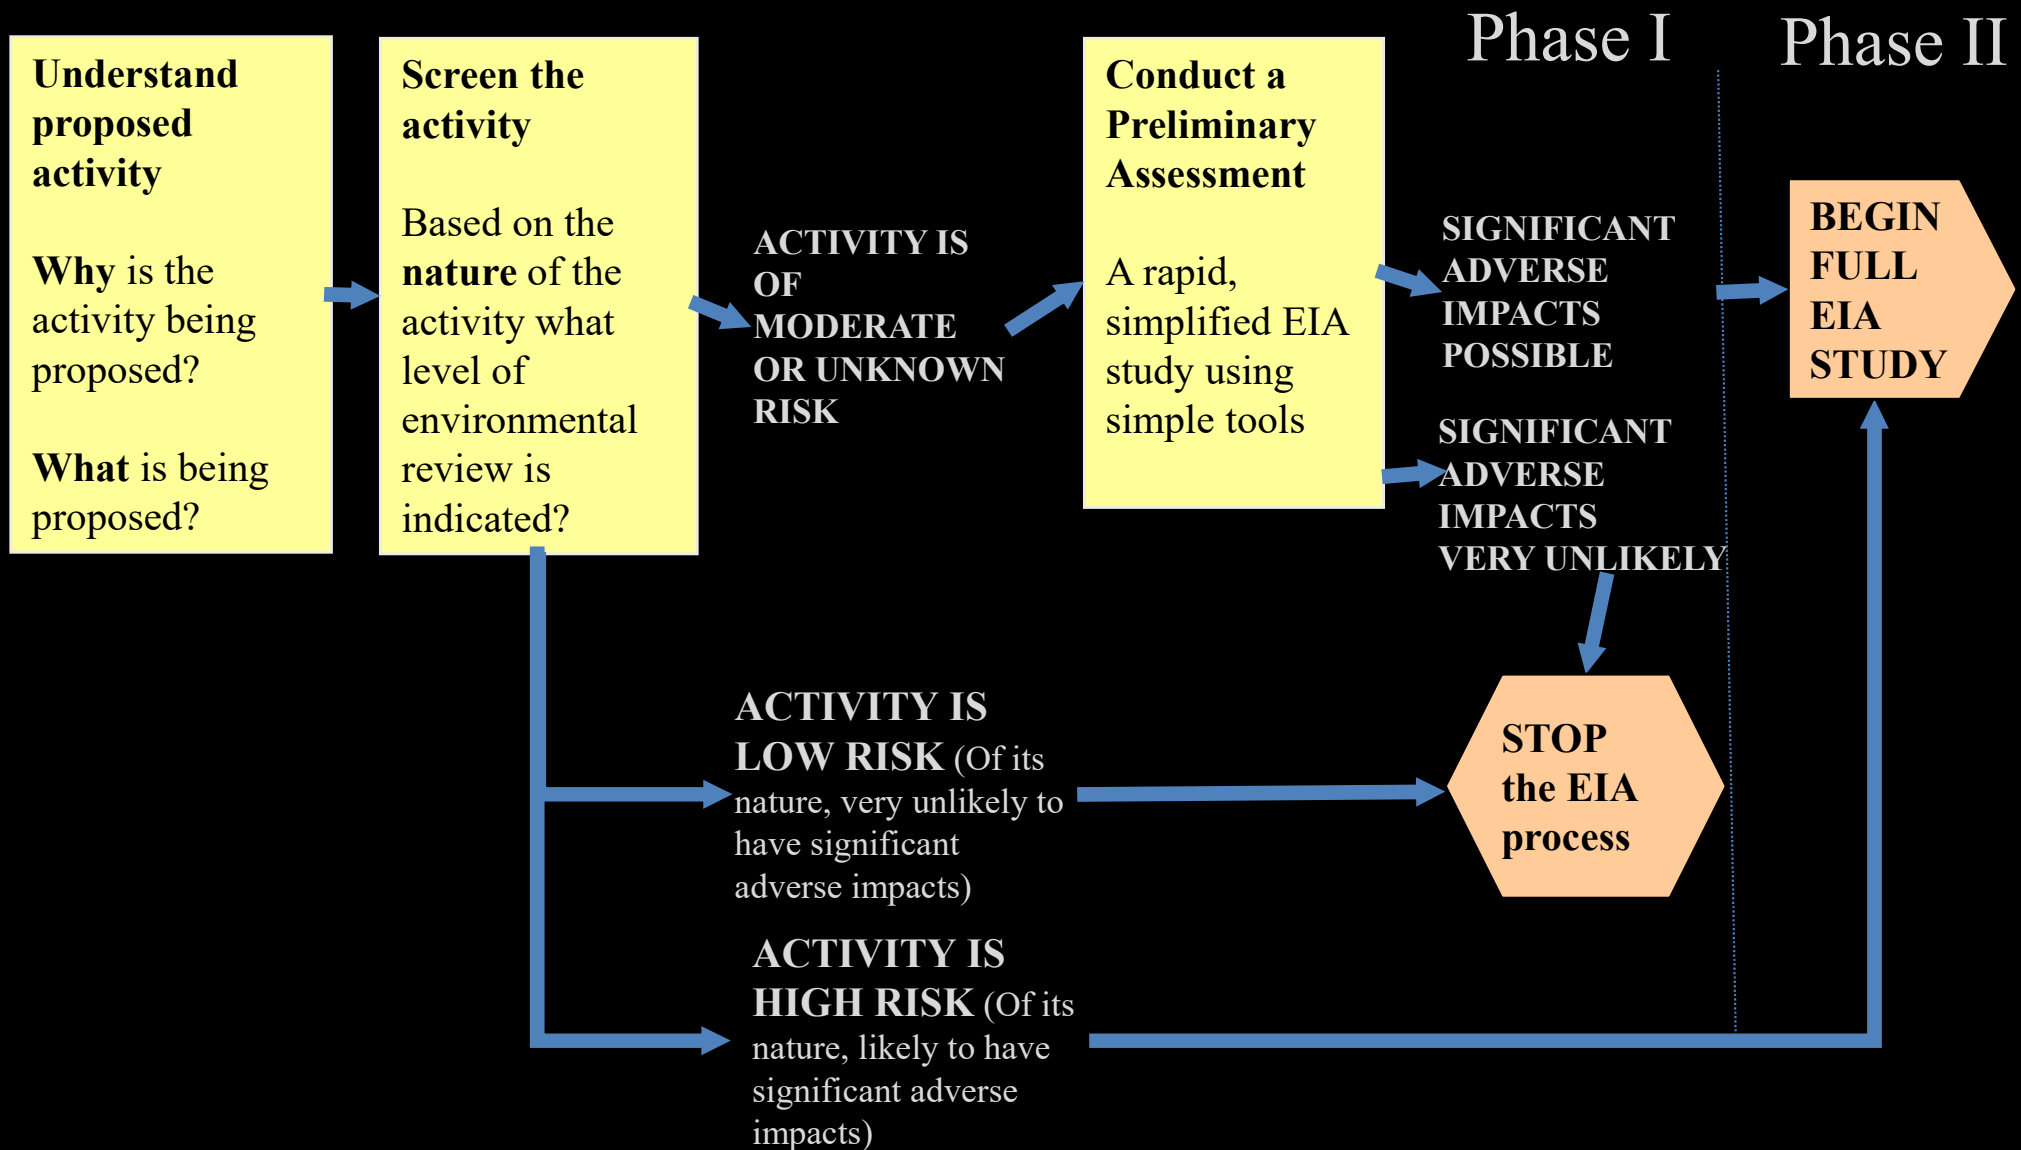 Phase I
Phase II
Understand
proposed
activity
Why is the
activity being
proposed?
What is being
proposed?
Screen the
activity
Based on the
nature of the
activity what
level of
environmental
review is
indicated?
ACTIVITY IS
OF
MODERATE
OR UNKNOWN
RISK
Conduct a
Preliminary
Assessment
A rapid,
simplified EIA
study using
simple tools
SIGNIFICANT
ADVERSE
IMPACTS
POSSIBLE
SIGNIFICANT
ADVERSE
IMPACTS
VERY UNLIKELY
BEGIN
FULL
EIA
STUDY
ACTIVITY IS
LOW RISK (Of its
nature, very unlikely to
have significant
adverse impacts)
STOP
the EIA
process
ACTIVITY IS
HIGH RISK (Of its
nature, likely to have
significant adverse
impacts)